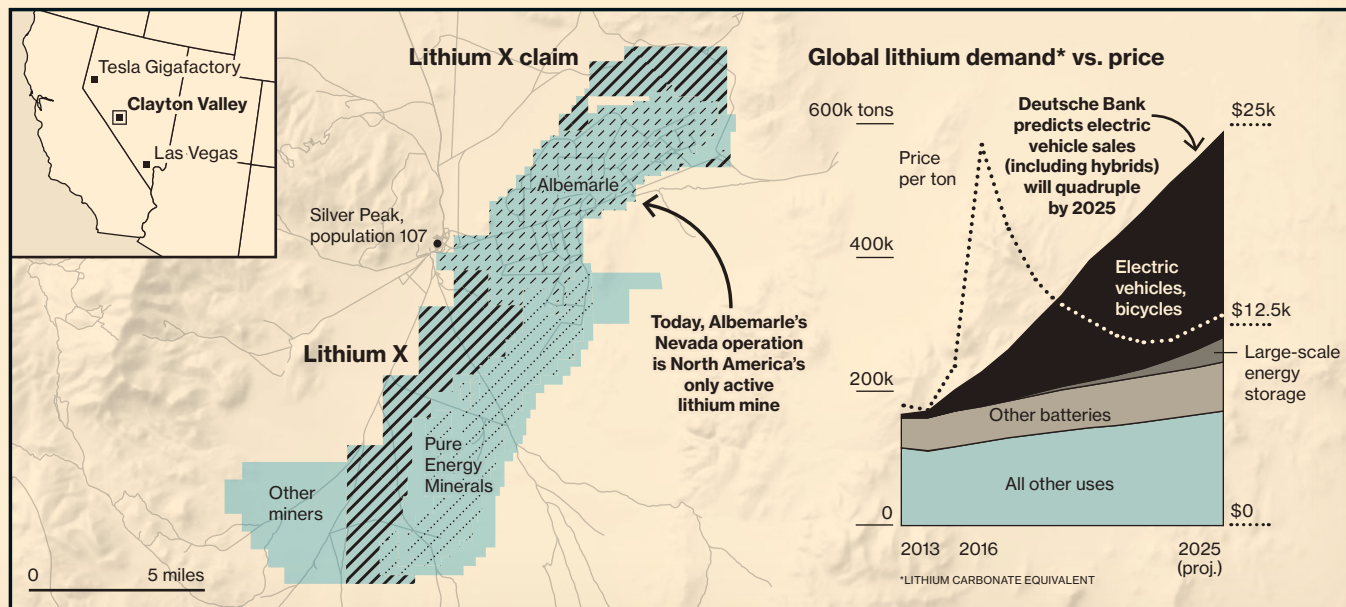 Tesla Gigafactory
Clayton Valley
Las Vegas
Lithium X claim
Albemarle
Silver Peak,
population 107
Today, Albemarle's
Nevada operation
is North America's
only active
lithium mine
Lithium X
Pure
Energy
Minerals
Other
miners
0 5 miles
Global lithium demand* vs. price
600k tons
400k
200k
0
Price
per ton
Deutsche Bank
predicts electric
vehicle sales
(including hybrids)
will quadruple
by 2025
$25k
$12.5k
$0
Electric
vehicles,
bicycles
Large-scale
energy
storage
Other batteries
All other uses
2013 2016 2025
(proj.)
*LITHIUM CARBONATE EQUIVALENT